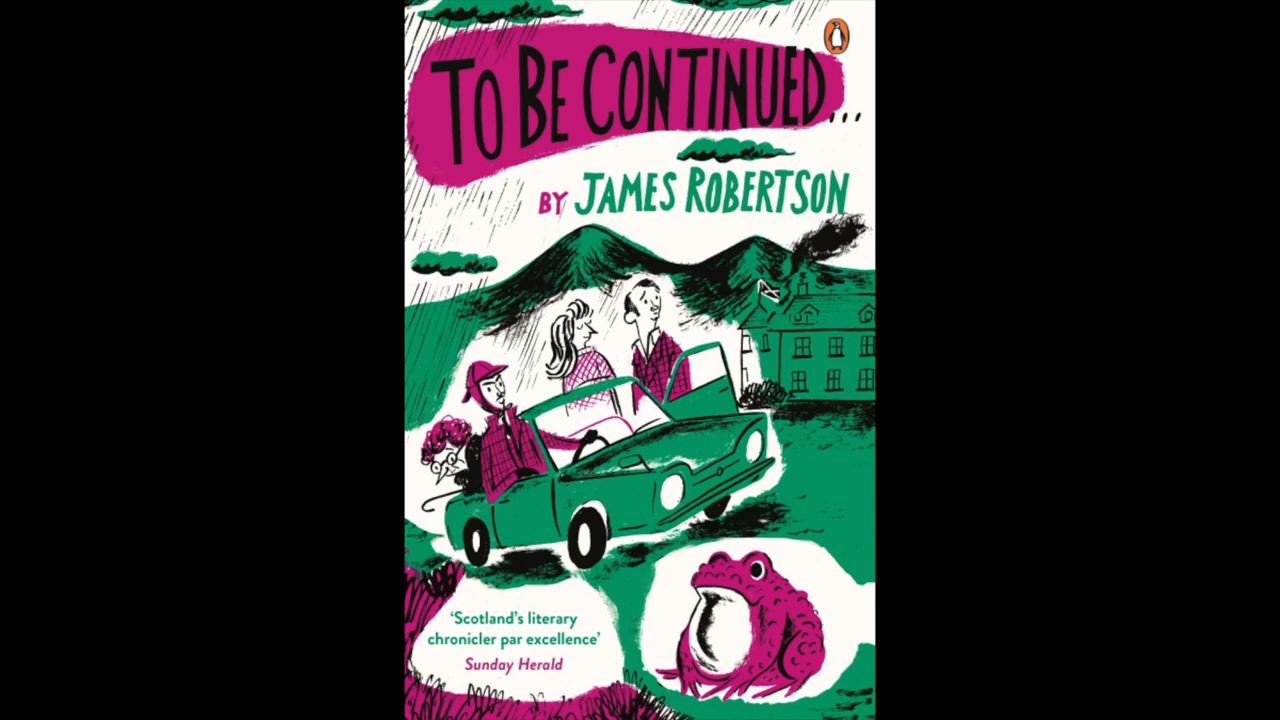 TO BE CONTINUED...
BY JAMES ROBERTSON
‘Scotland’s literary
chronicler par excellence’
Sunday Herald